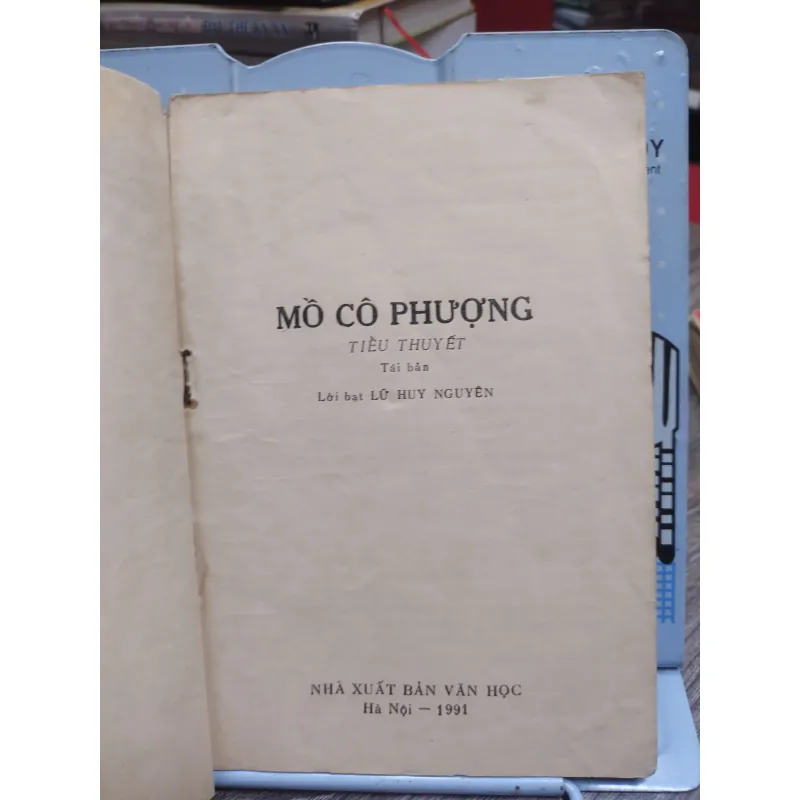 MỒ CÔ PHƯỢNG
TIỂU THUYẾT
Tái bản
Lời bạt LỮ HUY NGUYÊN
NHÀ XUẤT BẢN VĂN HỌC
Hà Nội — 1991